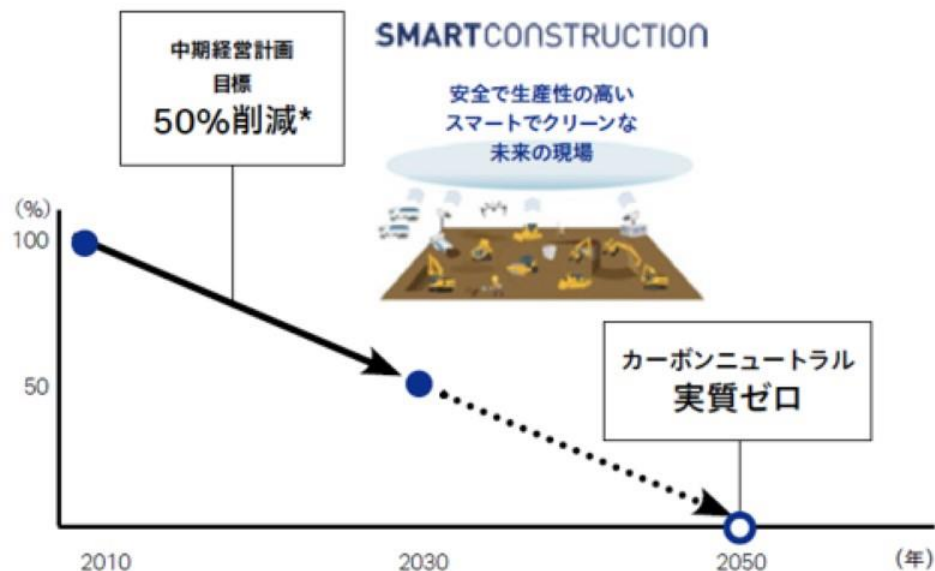 中期経営計画
目標
50%削減*
SMARTCONSTRUCTION
安全で生産性の高い
スマートでクリーンな
未来の現場
(%)
100
50
カーボンニュートラル
実質ゼロ
2010
2030
2050
(年)